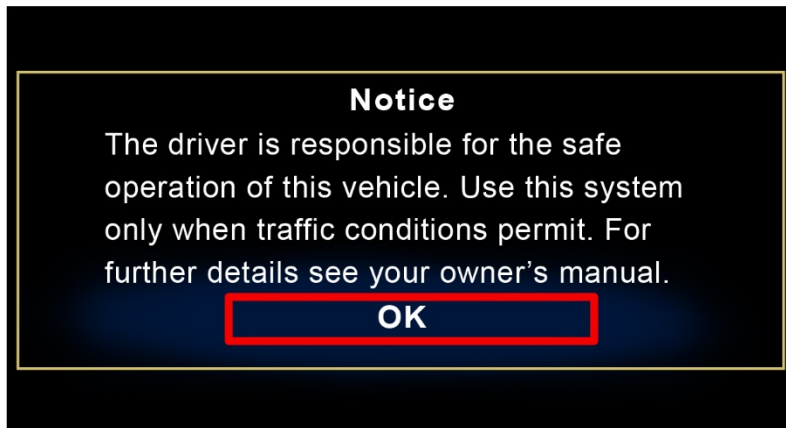 Notice
The driver is responsible for the safe
operation of this vehicle. Use this system
only when traffic conditions permit. For
further details see your owner’s manual.
OK